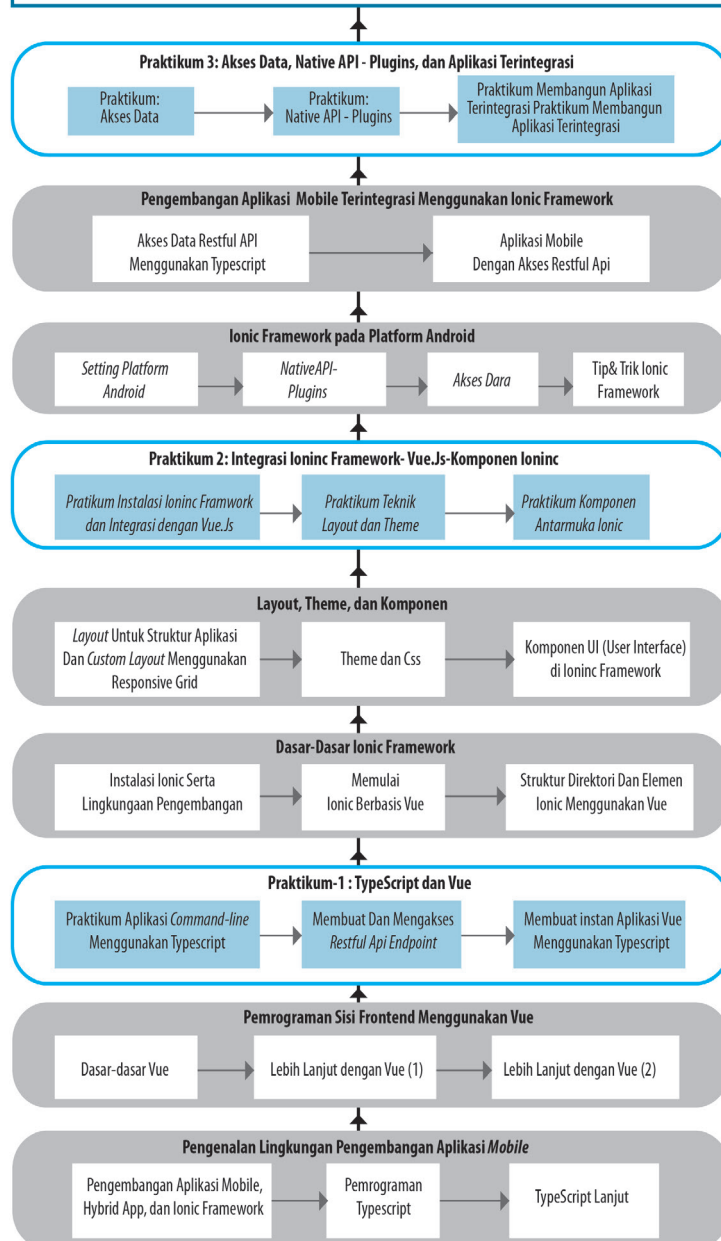 Praktikum 3: Akses Data, Native API - Plugins, dan Aplikasi Terintegrasi
Praktikum:
Akses Data
Praktikum:
Native API - Plugins
Praktikum Membangun Aplikasi
Terintegrasi Praktikum Membangun
Aplikasi Terintegrasi
Pengembangan Aplikasi Mobile Terintegrasi Menggunakan Ionic Framework
Akses Data Restful API
Menggunakan Typescript
Aplikasi Mobile
Dengan Akses Restful Api
Ionic Framework pada Platform Android
Setting Platform
Android
NativeAPI-
Plugins
Akses Dara
Tip& Trik Ionic
Framework
Praktikum 2: Integrasi Ioninc Framework- Vue.Js-Komponen Ioninc
Pratikum Instalasi Ioninc Framwork
dan Integrasi dengan Vue.Js
Praktikum Teknik
Layout dan Theme
Praktikum Komponen
Antarmuka Ionic
Layout, Theme, dan Komponen
Layout Untuk Struktur Aplikasi
Dan Custom Layout Menggunakan
Responsive Grid
Theme dan Css
Komponen UI (User Interface)
di Ioninc Framework
Dasar-Dasar Ionic Framework
Instalasi Ionic Serta
Lingkungaan Pengembangan
Memulai
Ionic Berbasis Vue
Struktur Direktori Dan Elemen
Ionic Menggunakan Vue
Praktikum-1 : TypeScript dan Vue
Praktikum Aplikasi Command-line
Menggunakan Typescript
Membuat Dan Mengakses
Restful Api Endpoint
Membuat instan Aplikasi Vue
Menggunakan Typescript
Pemrograman Sisi Frontend Menggunakan Vue
Dasar-dasar Vue
Lebih Lanjut dengan Vue (1)
Lebih Lanjut dengan Vue (2)
Pengenalan Lingkungan Pengembangan Aplikasi Mobile
Pengembangan Aplikasi Mobile,
Hybrid App, dan Ionic Framework
Pemrograman
Typescript
TypeScript Lanjut